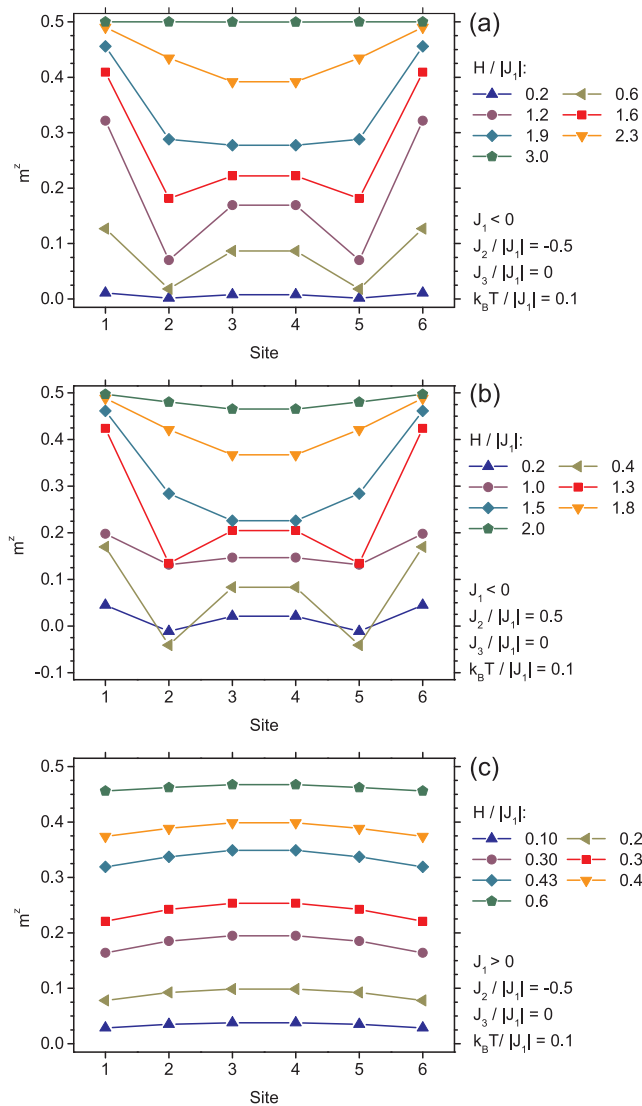 (a)
0.5
0.4
0.3
0.2
0.1
0.0
m^z
1 2 3 4 5 6
Site
H / |J₁|:
0.2 0.6
1.2 1.6
1.9 2.3
3.0
J₁ < 0
J₂ / |J₁| = -0.5
J₃ / |J₁| = 0
k_BT / |J₁| = 0.1
(b)
0.5
0.4
0.3
0.2
0.1
0.0
-0.1
m^z
1 2 3 4 5 6
Site
H / |J₁|:
0.2 0.4
1.0 1.3
1.5 1.8
2.0
J₁ < 0
J₂ / |J₁| = 0.5
J₃ / |J₁| = 0
k_BT / |J₁| = 0.1
(c)
0.5
0.4
0.3
0.2
0.1
0.0
m^z
1 2 3 4 5 6
Site
H / |J₁|:
0.10 0.2
0.30 0.3
0.43 0.4
0.6
J₁ > 0
J₂ / |J₁| = -0.5
J₃ / |J₁| = 0
k_BT/ |J₁| = 0.1